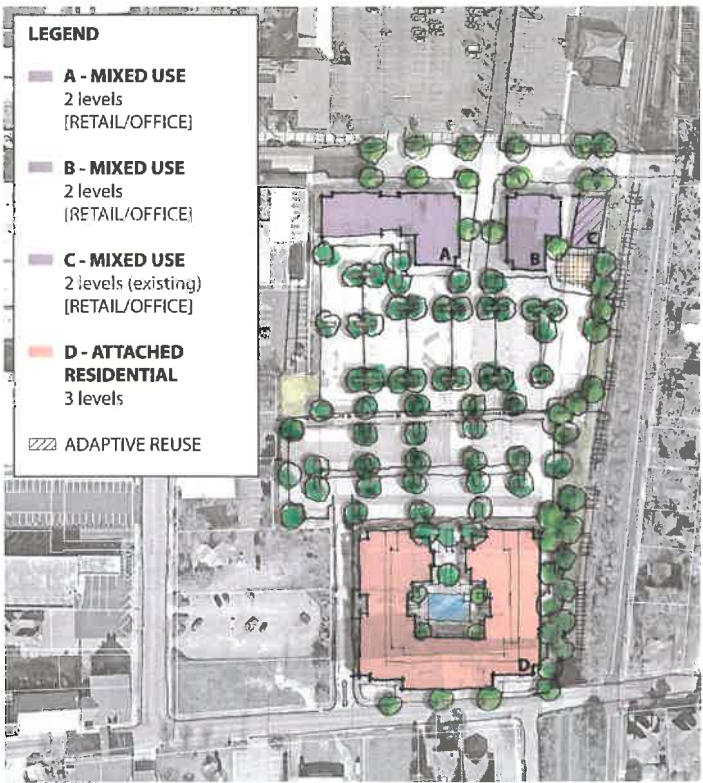 LEGEND
A - MIXED USE
2 levels
[RETAIL/OFFICE]
B - MIXED USE
2 levels
[RETAIL/OFFICE]
C - MIXED USE
2 levels (existing)
[RETAIL/OFFICE]
D - ATTACHED
RESIDENTIAL
3 levels
ADAPTIVE REUSE
A
B
C
D